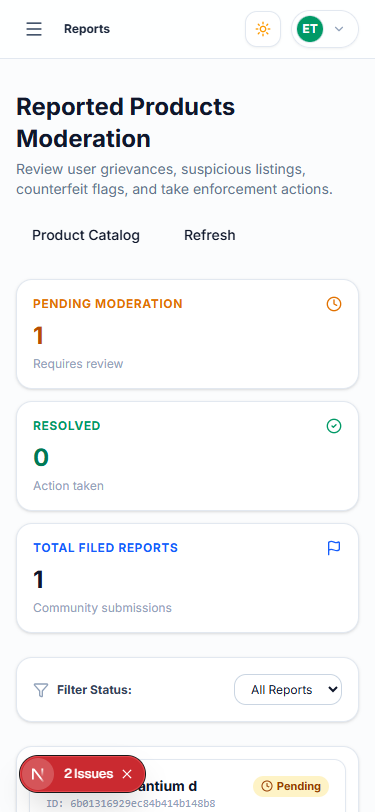 Reports
ET
Reported Products
Moderation
Review user grievances, suspicious listings,
counterfeit flags, and take enforcement actions.
Product Catalog Refresh
PENDING MODERATION
1
Requires review
RESOLVED
0
Action taken
TOTAL FILED REPORTS
1
Community submissions
Filter Status: All Reports
N 2 Issues
d Pending
ID: 6b01316929ec84b414b148b8